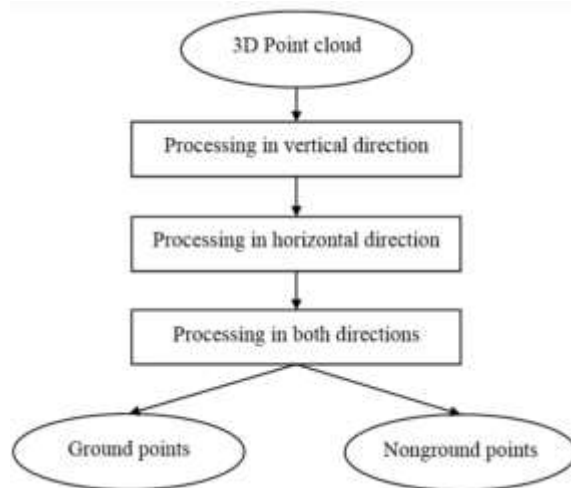 3D Point cloud
Processing in vertical direction
Processing in horizontal direction
Processing in both directions
Ground points
Nonground points